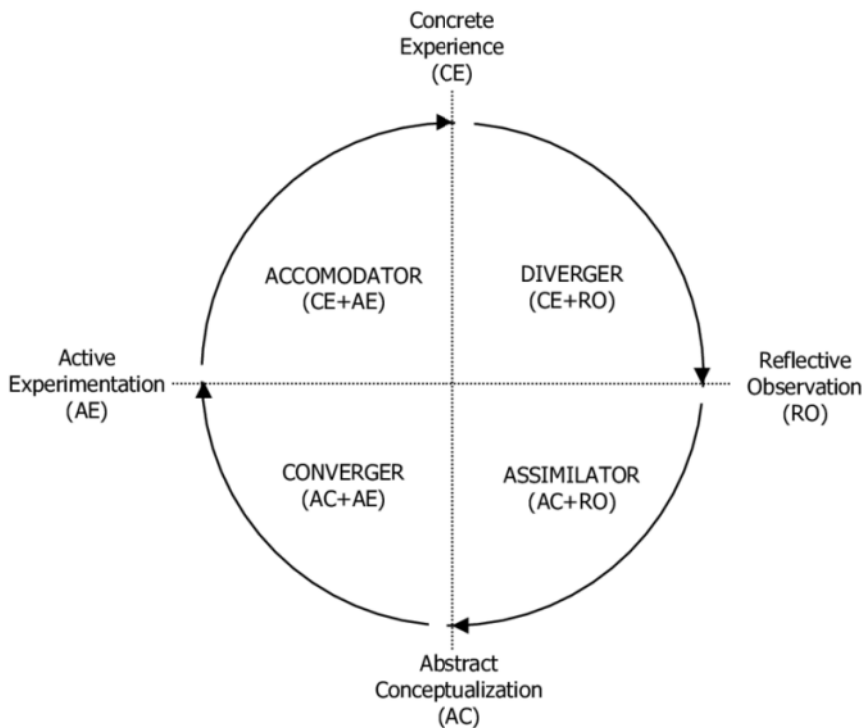 Concrete
Experience
(CE)
ACCOMODATOR
(CE+AE)
DIVERGER
(CE+RO)
Active
Experimentation
(AE)
Reflective
Observation
(RO)
CONVERGER
(AC+AE)
ASSIMILATOR
(AC+RO)
Abstract
Conceptualization
(AC)